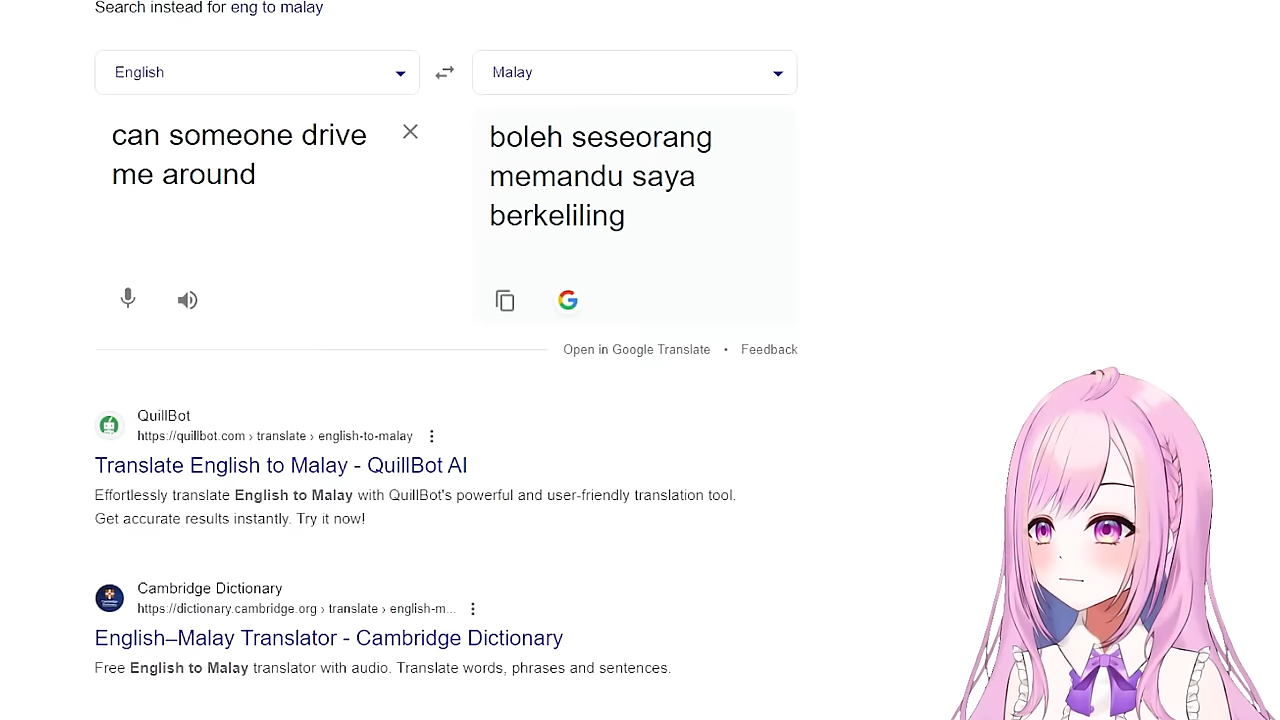 Search instead for eng to malay
English
Malay
can someone drive
me around
boleh seseorang
memandu saya
berkeliling
Open in Google Translate • Feedback
QuillBot
https://quillbot.com › translate › english-to-malay
Translate English to Malay - QuillBot AI
Effortlessly translate English to Malay with QuillBot's powerful and user-friendly translation tool.
Get accurate results instantly. Try it now!
Cambridge Dictionary
https://dictionary.cambridge.org › translate › english-m...
English–Malay Translator - Cambridge Dictionary
Free English to Malay translator with audio. Translate words, phrases and sentences.